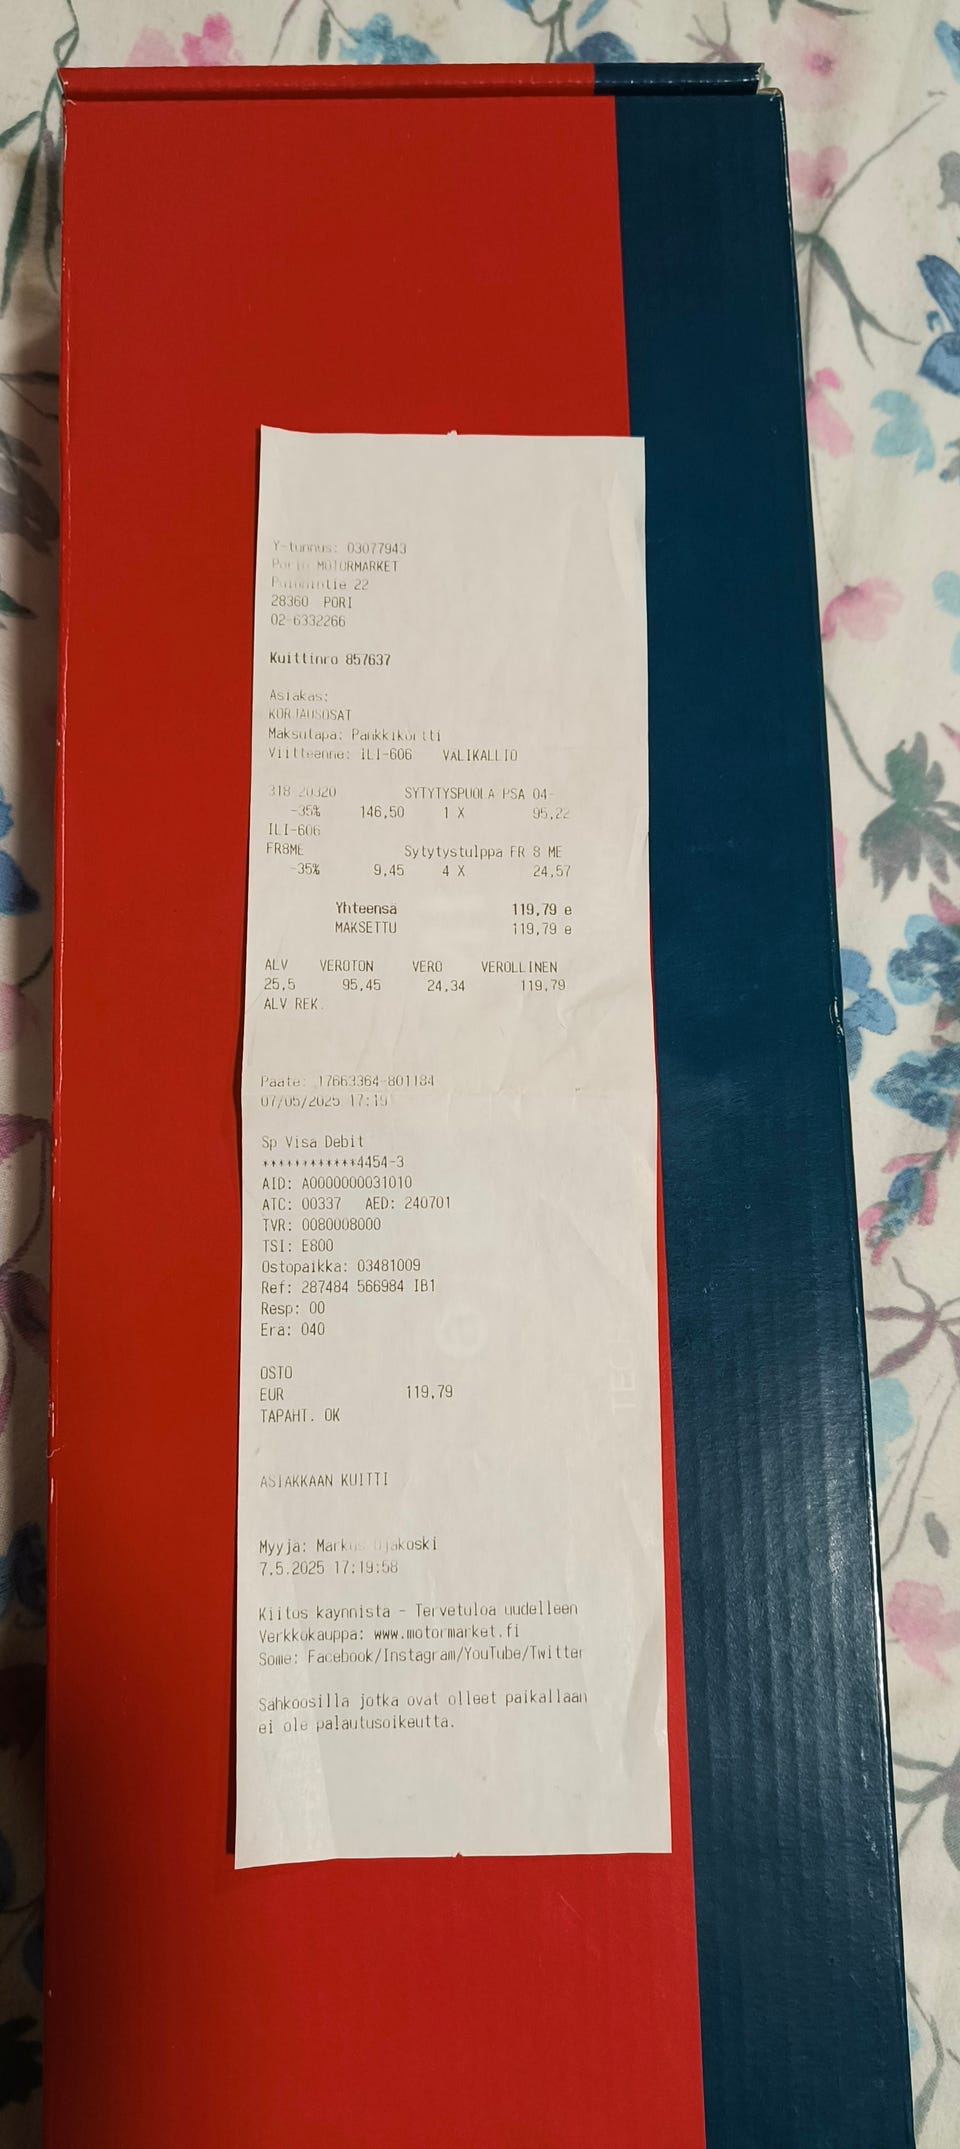 Y-tunnus: 03077943
Porin MOTORMARKET
22
28360 PORI
02-6332266
Kuittinro 857637
Asiakas:
KORJAUSOSAT
Maksutapa: Pankkikortti
Viitteenne: iLI-606 VALIKALLIO
318 20320 SYTYTYSPUOLA PSA 04-
-35% 146,50 1 X 95,22
ILI-606
FR8ME Sytytystulppa FR 8 ME
-35% 9,45 4 X 24,57
Yhteensä 119,79 e
MAKSETTU 119,79 e
ALV VEROTON VERO VEROLLINEN
25,5 95,45 24,34 119,79
ALV REK.
Paate: 17663364-801184
07/05/2025 17:19
Sp Visa Debit
************4454-3
AID: A0000000031010
ATC: 00337 AED: 240701
TVR: 0080008000
TSI: E800
Ostopaikka: 03481009
Ref: 287484 566984 IB1
Resp: 00
Era: 040
OSTO
EUR 119,79
TAPAHT. OK
ASIAKKAAN KUITTI
Myyjä: Markus
7.5.2025 17:19:58
Kiitos kaynnista - Tervetuloa uudelleen
Verkkokauppa: www.motormarket.fi
Some: Facebook/Instagram/YouTube/Twitter
Sahkoosilla jotka ovat olleet paikallaan
ei ole palautusoikeutta.